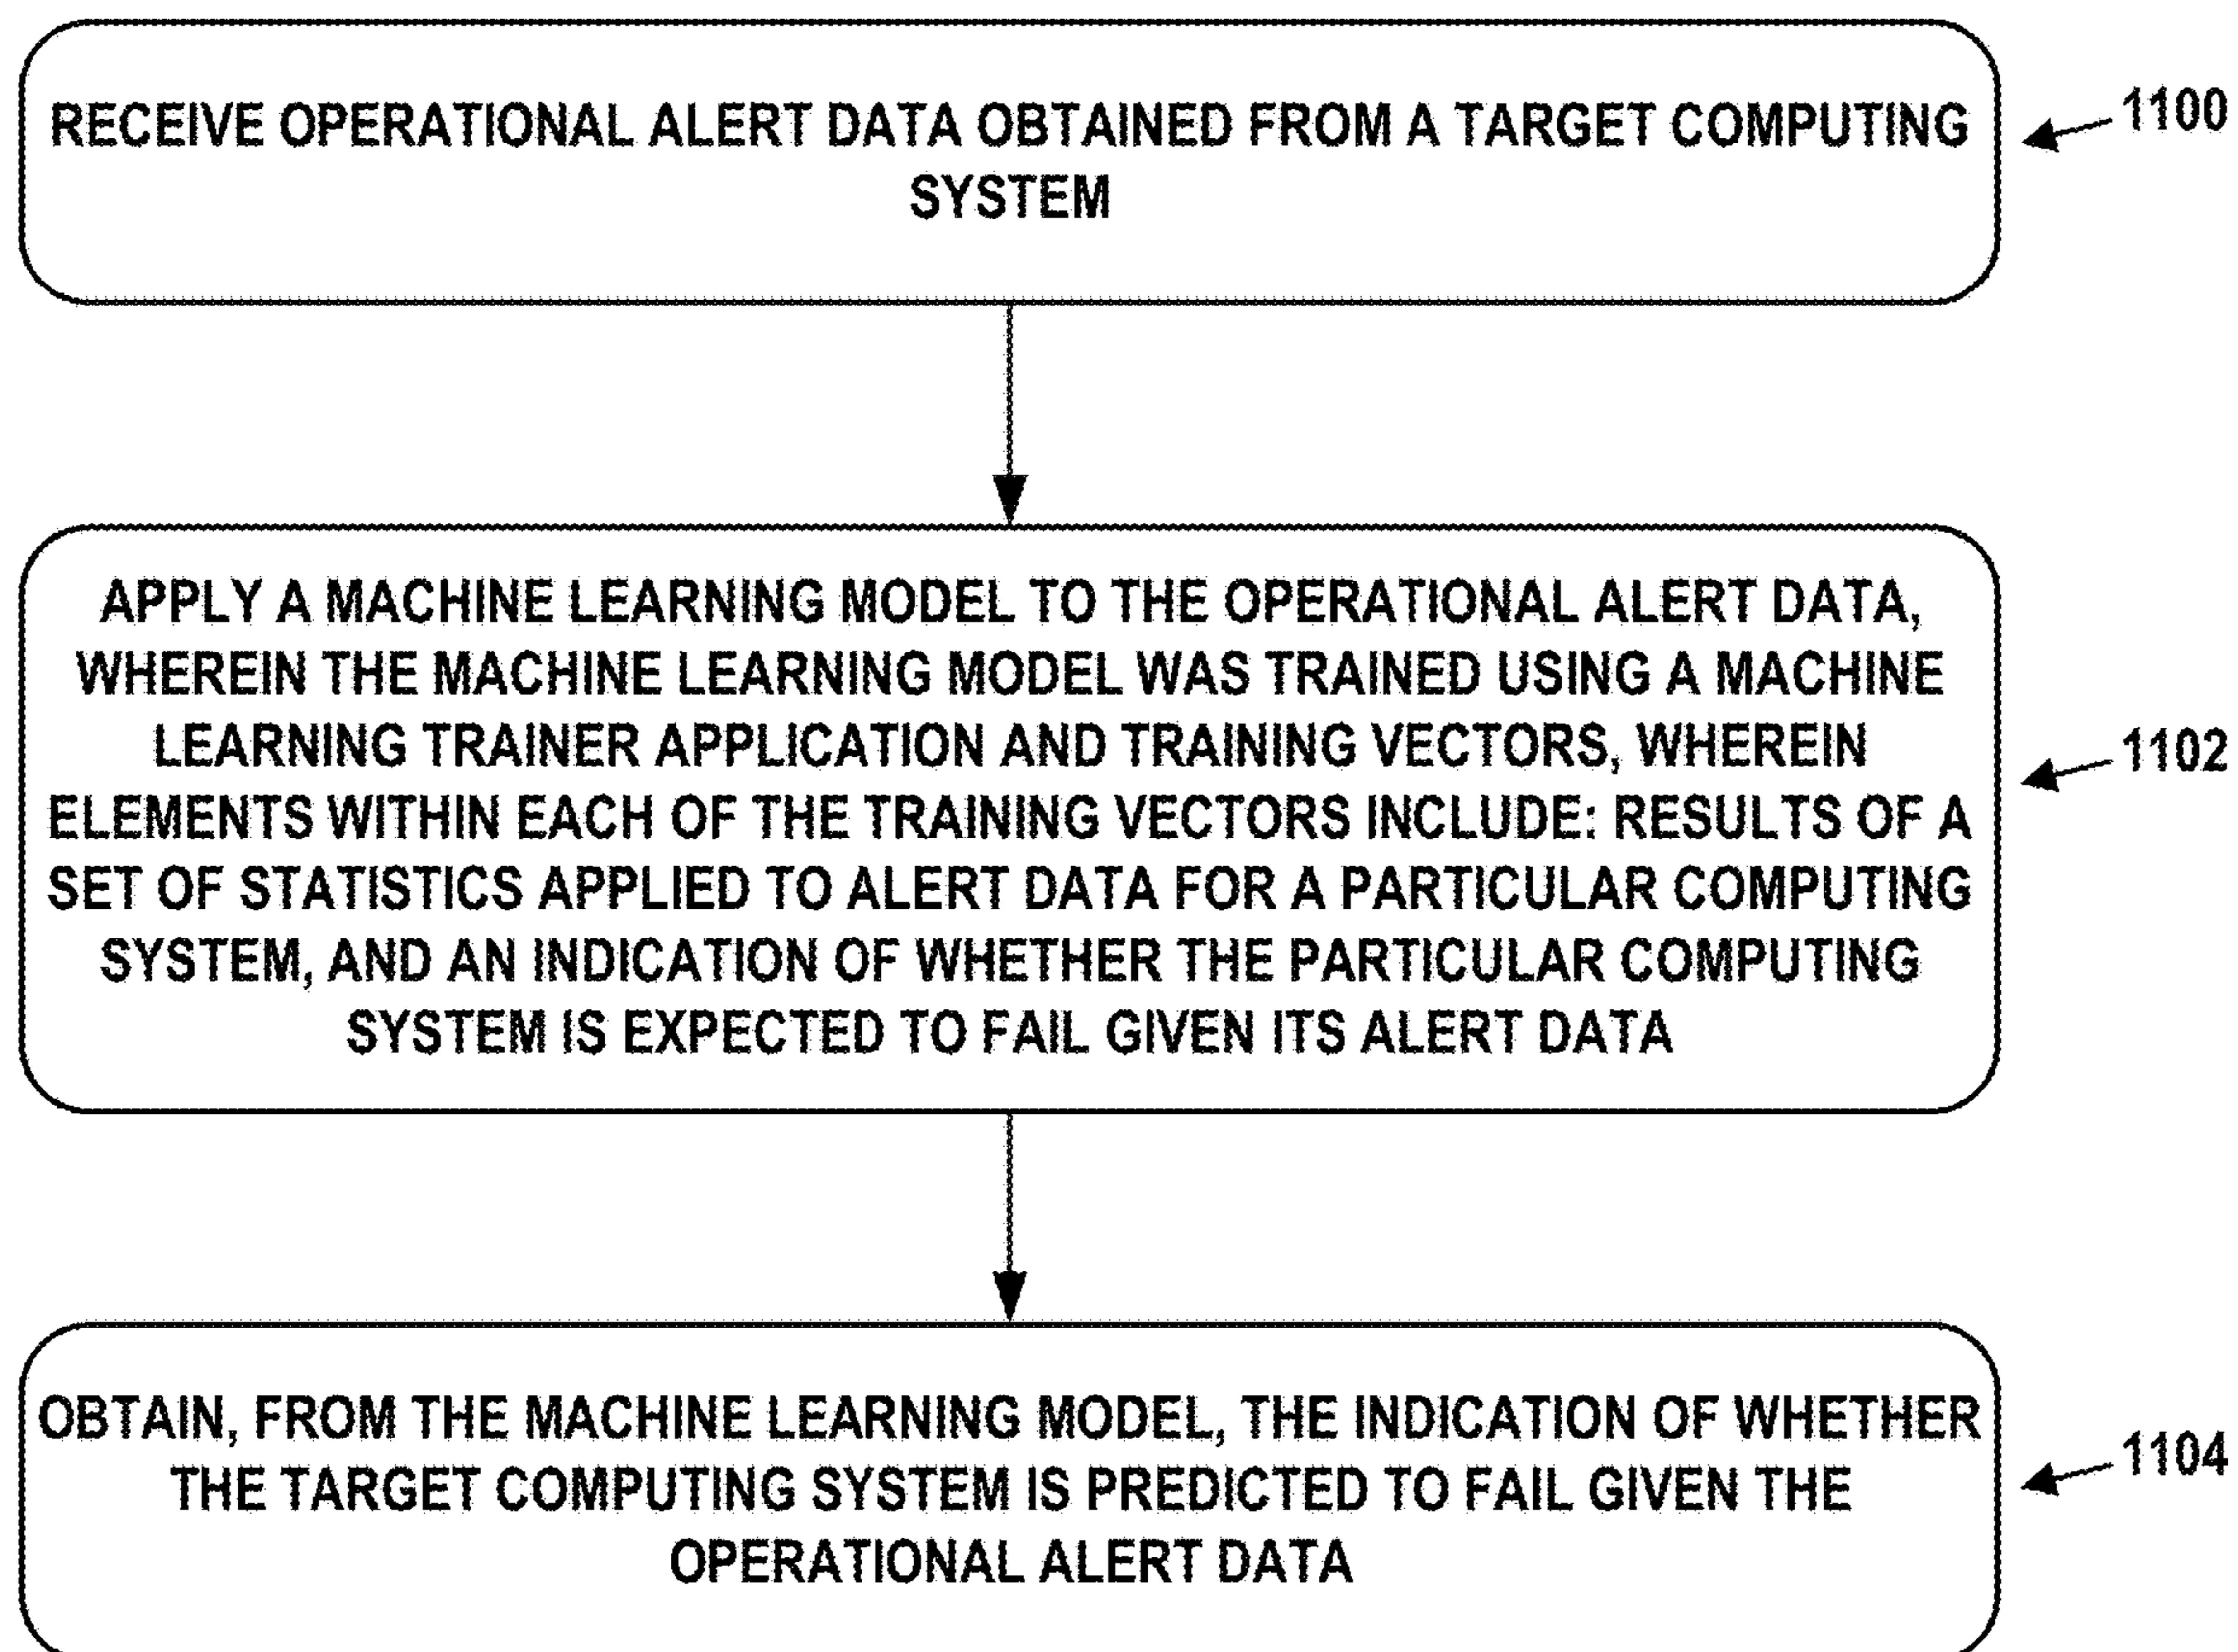 RECEIVE OPERATIONAL ALERT DATA OBTAINED FROM A TARGET COMPUTING
SYSTEM
1100
APPLY A MACHINE LEARNING MODEL TO THE OPERATIONAL ALERT DATA,
WHEREIN THE MACHINE LEARNING MODEL WAS TRAINED USING A MACHINE
LEARNING TRAINER APPLICATION AND TRAINING VECTORS, WHEREIN
ELEMENTS WITHIN EACH OF THE TRAINING VECTORS INCLUDE: RESULTS OF A
SET OF STATISTICS APPLIED TO ALERT DATA FOR A PARTICULAR COMPUTING
SYSTEM, AND AN INDICATION OF WHETHER THE PARTICULAR COMPUTING
SYSTEM IS EXPECTED TO FAIL GIVEN ITS ALERT DATA
1102
OBTAIN, FROM THE MACHINE LEARNING MODEL, THE INDICATION OF WHETHER
THE TARGET COMPUTING SYSTEM IS PREDICTED TO FAIL GIVEN THE
OPERATIONAL ALERT DATA
1104